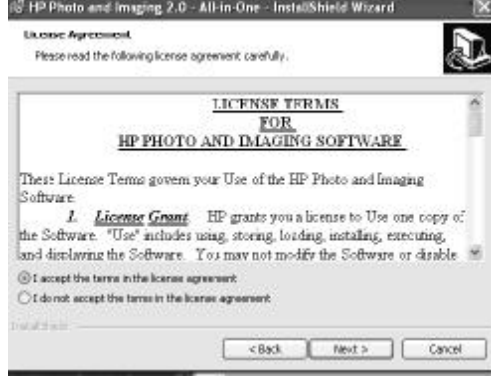 HP Photo and Imaging 2.0 - All-in-One - InstallShield Wizard
License Agreement
Please read the following license agreement carefully.
LICENSE TERMS
FOR
HP PHOTO AND IMAGING SOFTWARE
These License Terms govern your Use of the HP Photo and Imaging
Software.
1. License Grant. HP grants you a license to Use one copy of
the Software. "Use" includes using, storing, loading, installing, executing,
and displaying the Software. You may not modify the Software or disable
I accept the terms in the license agreement
I do not accept the terms in the license agreement
InstallShield
< Back
Next >
Cancel